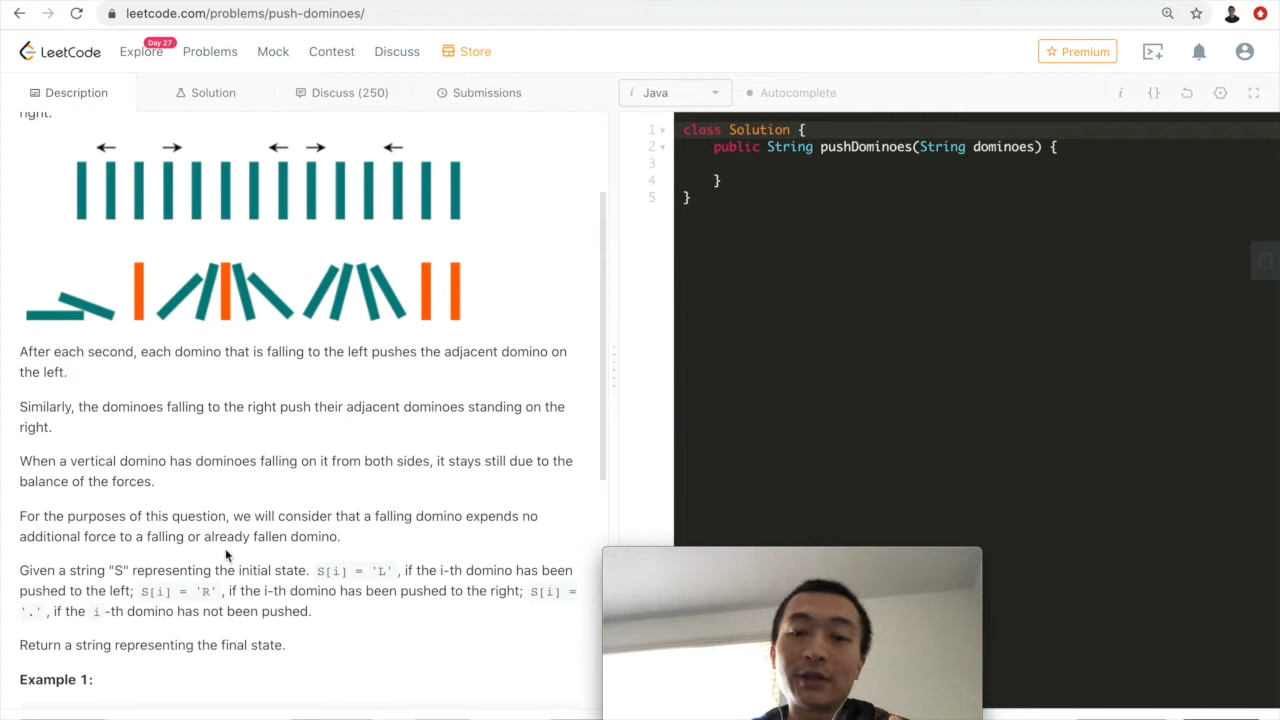 leetcode.com/problems/push-dominoes/
LeetCode
Explore
Day 27
Problems
Mock
Contest
Discuss
Store
Premium
Description
Solution
Discuss (250)
Submissions
i Java
Autocomplete
right.
After each second, each domino that is falling to the left pushes the adjacent domino on
the left.
Similarly, the dominoes falling to the right push their adjacent dominoes standing on the
right.
When a vertical domino has dominoes falling on it from both sides, it stays still due to the
balance of the forces.
For the purposes of this question, we will consider that a falling domino expends no
additional force to a falling or already fallen domino.
Given a string "S" representing the initial state. S[i] = 'L', if the i-th domino has been
pushed to the left; S[i] = 'R', if the i-th domino has been pushed to the right; S[i] =
'.', if the i-th domino has not been pushed.
Return a string representing the final state.
Example 1:
1 class Solution {
2 public String pushDominoes(String dominoes) {
3
4 }
5 }